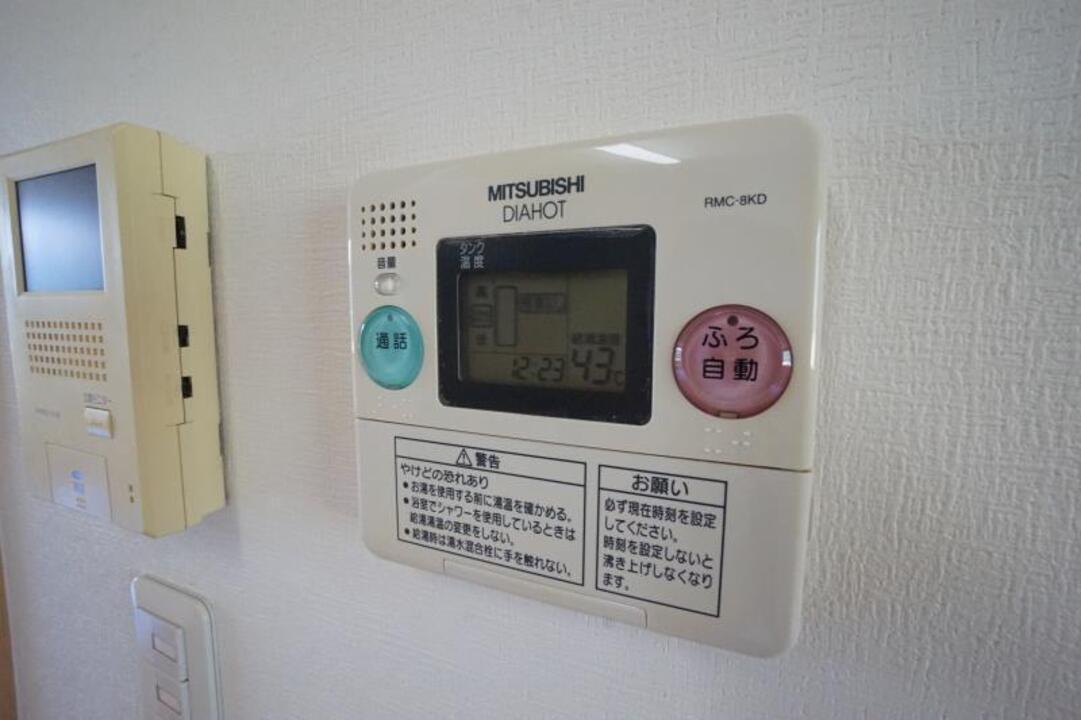 MITSUBISHI
DIAHOT
RMC-8KD
音量
通話
タンク
温度
高
給湯温度
12:23 43℃
ふろ
自動
警告
やけどの恐れあり
●お湯を使用する前に湯温を確かめる。
●浴室でシャワーを使用しているときは
給湯湯温の変更をしない。
●給湯時は湯水混合栓に手を触れない。
お願い
必ず現在時刻を設定
してください。
時刻を設定しないと
沸き上げしなくなり
ます。